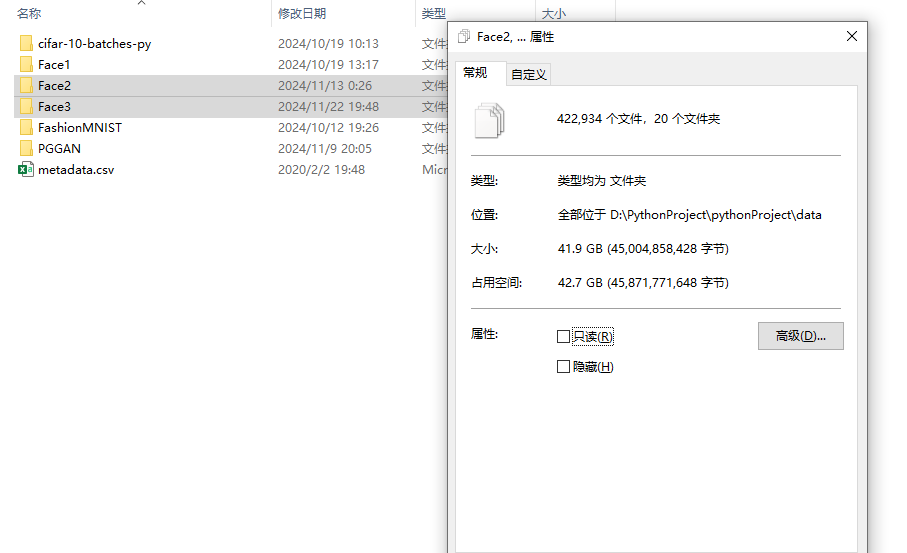 名称 修改日期 类型 大小
cifar-10-batches-py 2024/10/19 10:13 文件
Face1 2024/10/19 13:17 文件
Face2 2024/11/13 0:26 文件
Face3 2024/11/22 19:48 文件
FashionMNIST 2024/10/12 19:26 文件
PGGAN 2024/11/9 20:05 文件
metadata.csv 2020/2/2 19:48 Micr
Face2, ... 属性
常规 自定义
422,934 个文件，20 个文件夹
类型: 类型均为 文件夹
位置: 全部位于 D:\PythonProject\pythonProject\data
大小: 41.9 GB (45,004,858,428 字节)
占用空间: 42.7 GB (45,871,771,648 字节)
属性: 只读(R) 高级(D)...
隐藏(H)